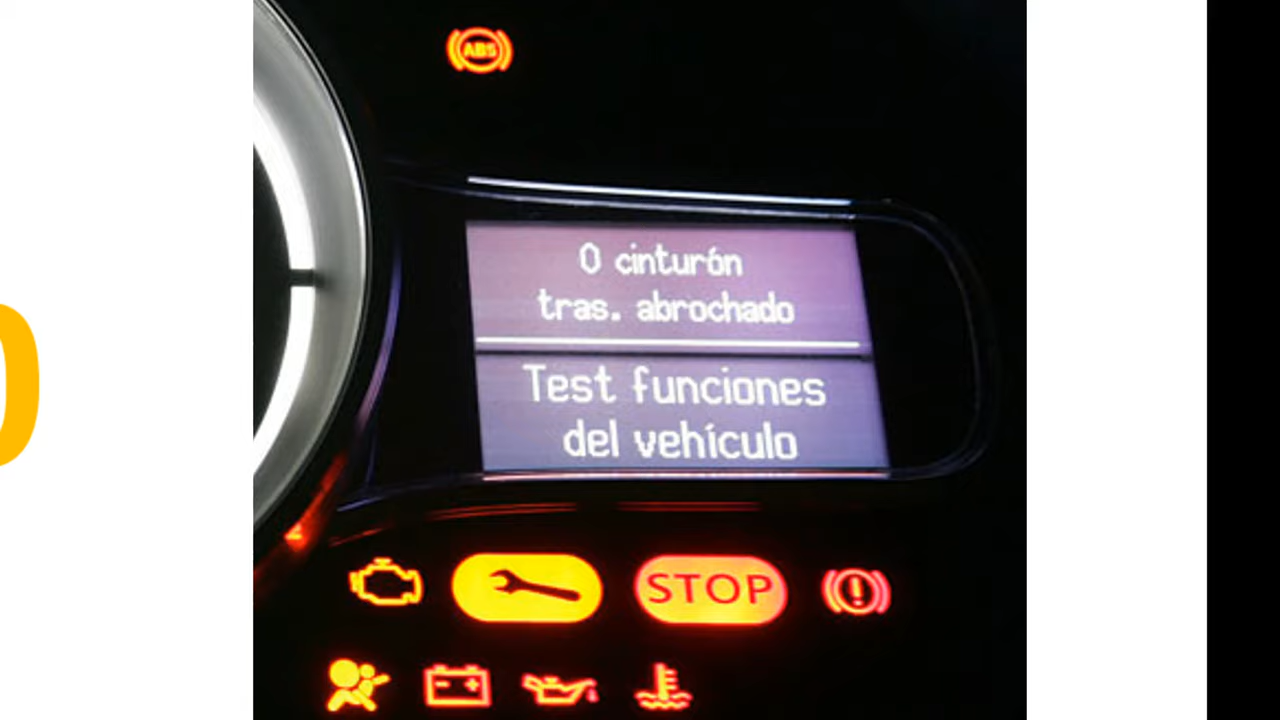 ABS
0 cinturón
tras. abrochado
Test funciones
del vehículo
STOP